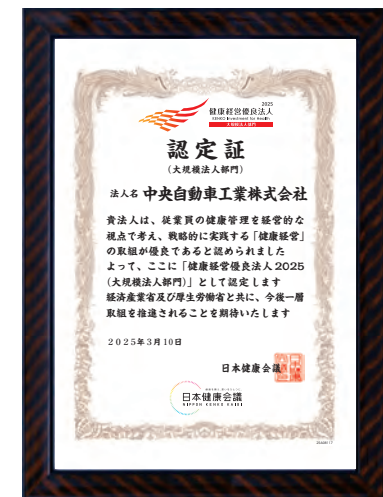 2025
健康経営優良法人
KENKO Investment for Health
大規模法人部門
認定証
(大規模法人部門)
法人名 中央自動車工業株式会社
貴法人は、従業員の健康管理を経営的な
視点で考え、戦略的に実践する「健康経営」
の取組が優良であると認められました
よって、ここに「健康経営優良法人2025
(大規模法人部門)」として認定します
経済産業省及び厚生労働省と共に、今後一層
取組を推進されることを期待いたします
2025年3月10日
日本健康会議
日本健康会議
NIPPON KENKO KAIGI